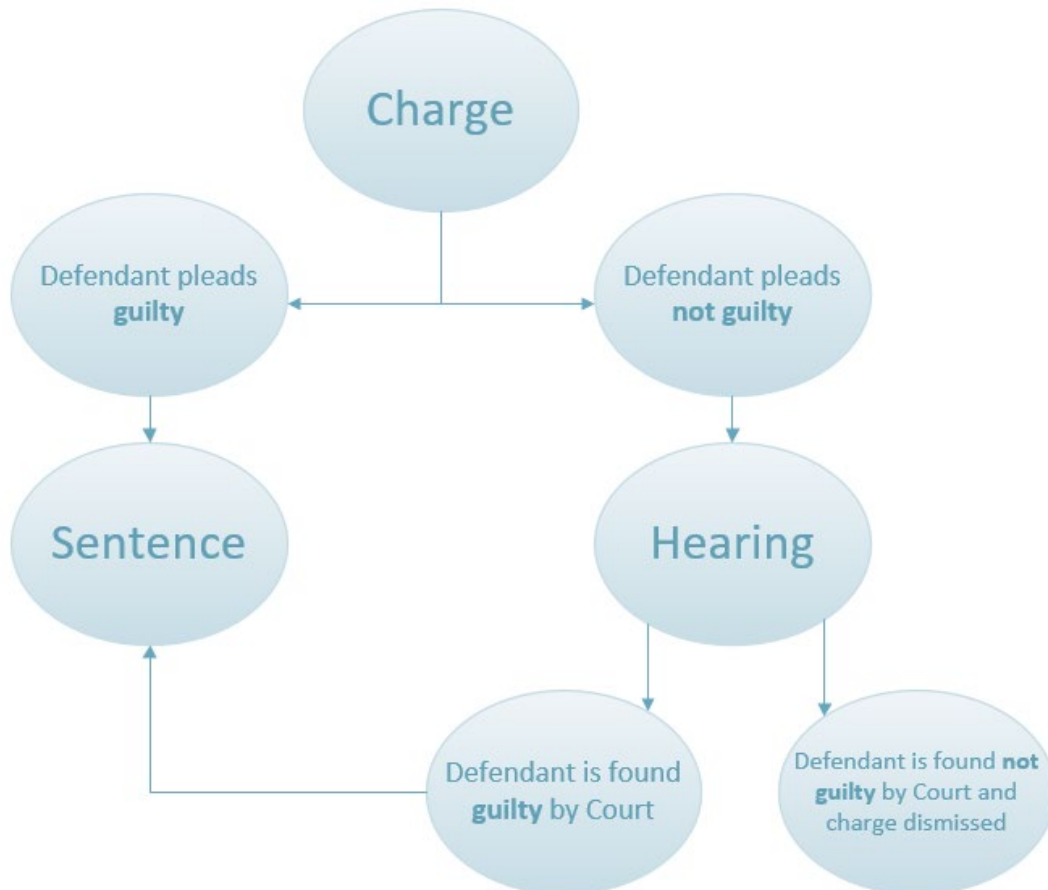 Charge
Defendant pleads
guilty
Defendant pleads
not guilty
Sentence
Hearing
Defendant is found
guilty by Court
Defendant is found not
guilty by Court and
charge dismissed